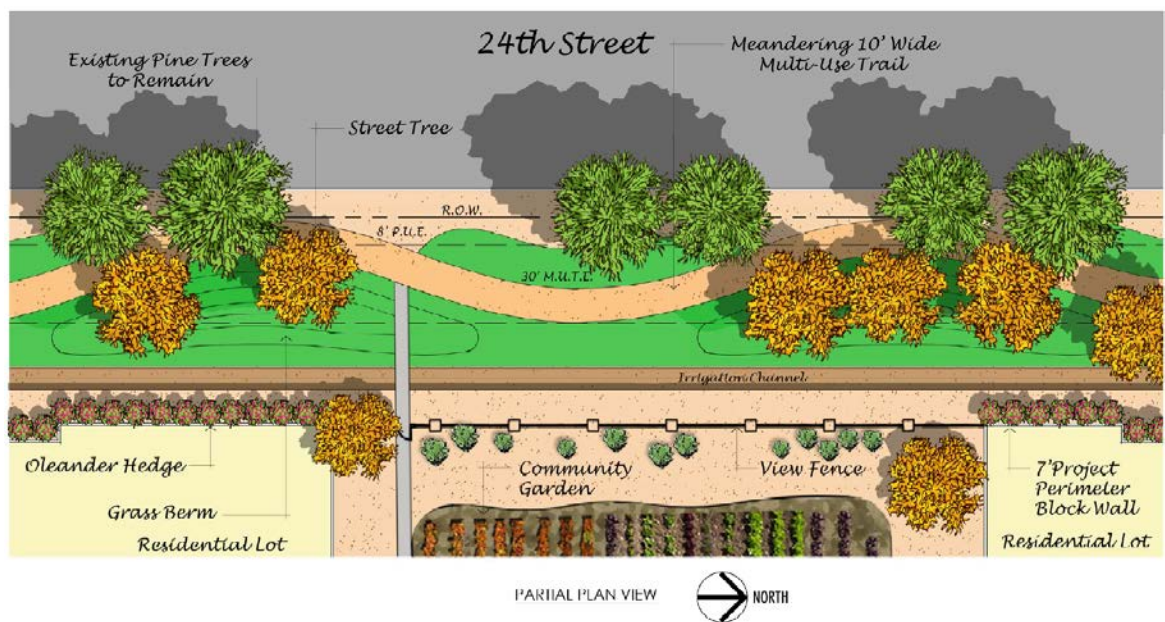 24th Street
Existing Pine Trees
to Remain
Meandering 10' Wide
Multi-Use Trail
Street Tree
R.O.W.
8' P.U.E.
30' M.U.T.E.
Irrigation Channel
Oleander Hedge
Community
Garden
View Fence
7' Project
Perimeter
Block Wall
Grass Berm
Residential Lot
Residential Lot
PARTIAL PLAN VIEW
NORTH